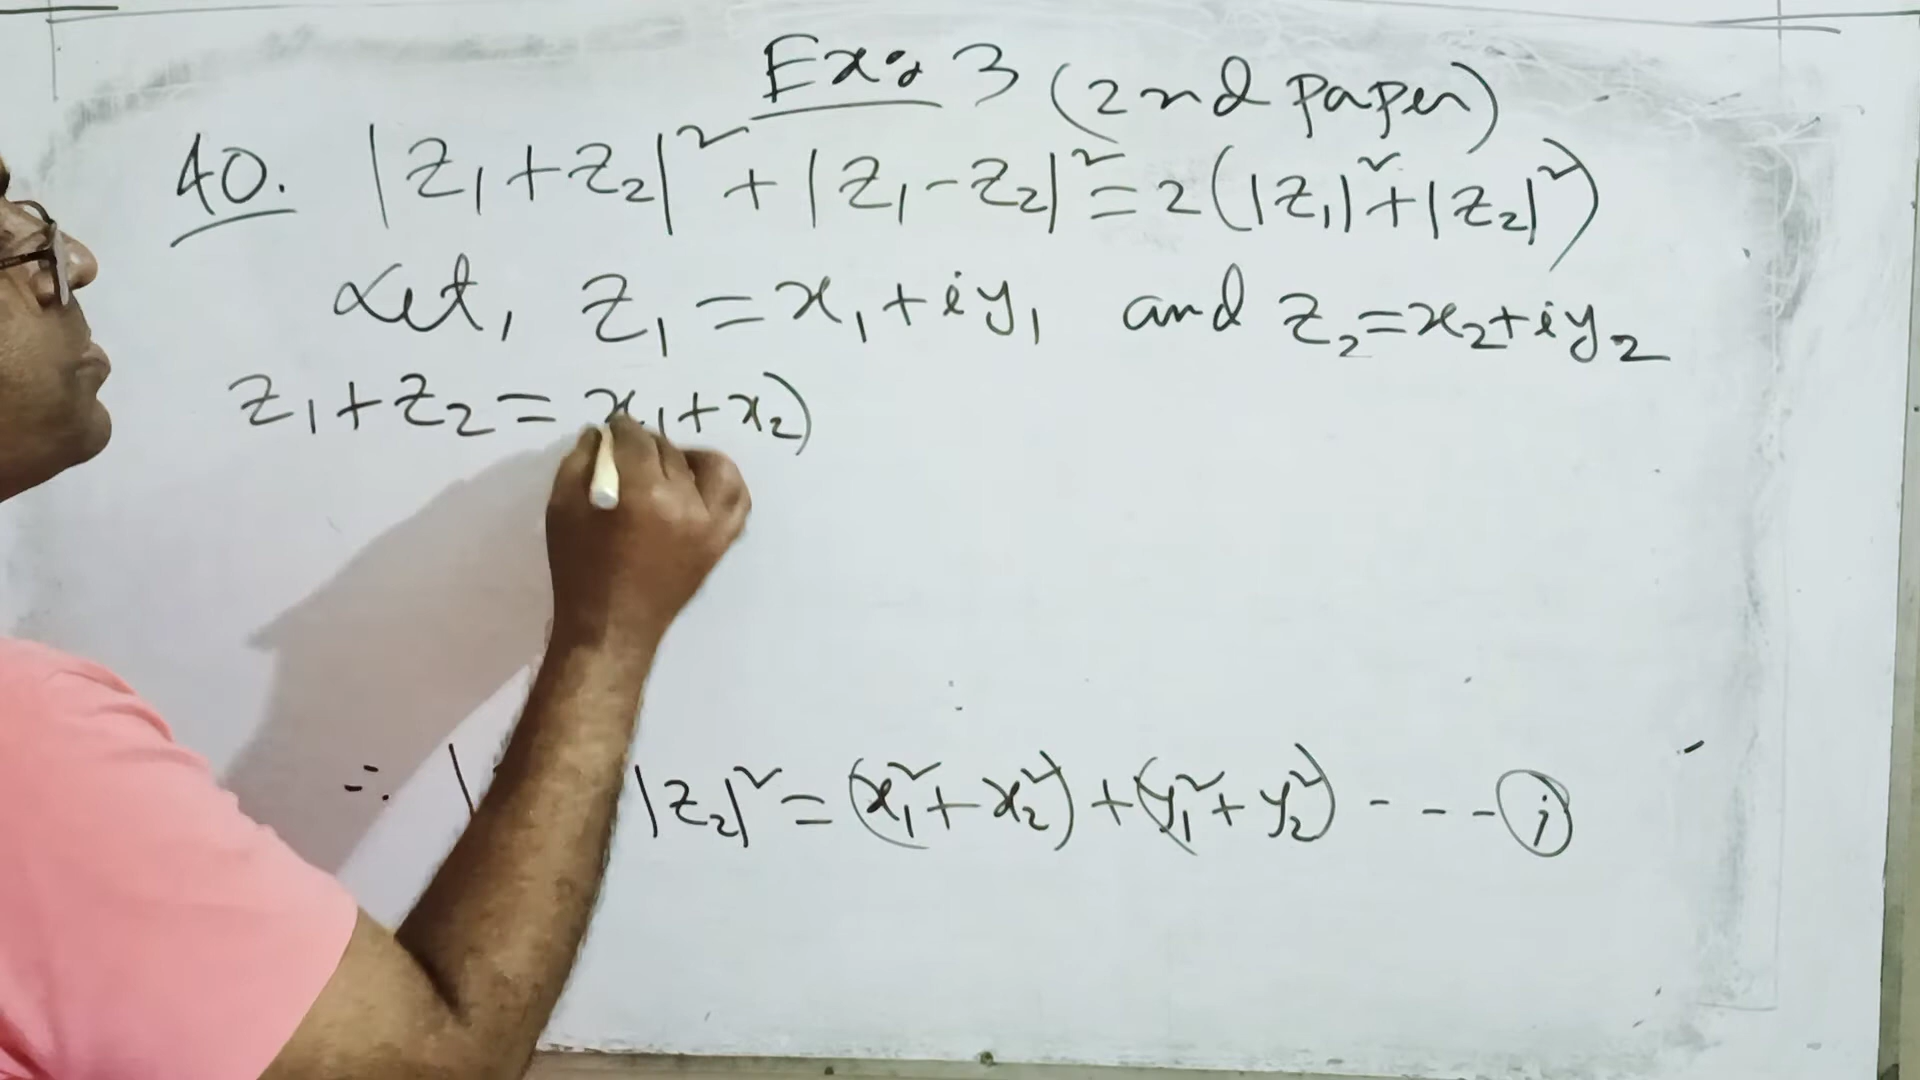 Ex: 3 (2nd paper)
40. |z₁+z₂|² + |z₁-z₂|² = 2(|z₁|²+|z₂|²)
Let, z₁ = x₁+iy₁ and z₂=x₂+iy₂
z₁+z₂ = x₁+x₂)
∴ | |z₂|² = (x₁²+x₂²)+(y₁²+y₂²) - - - (i)